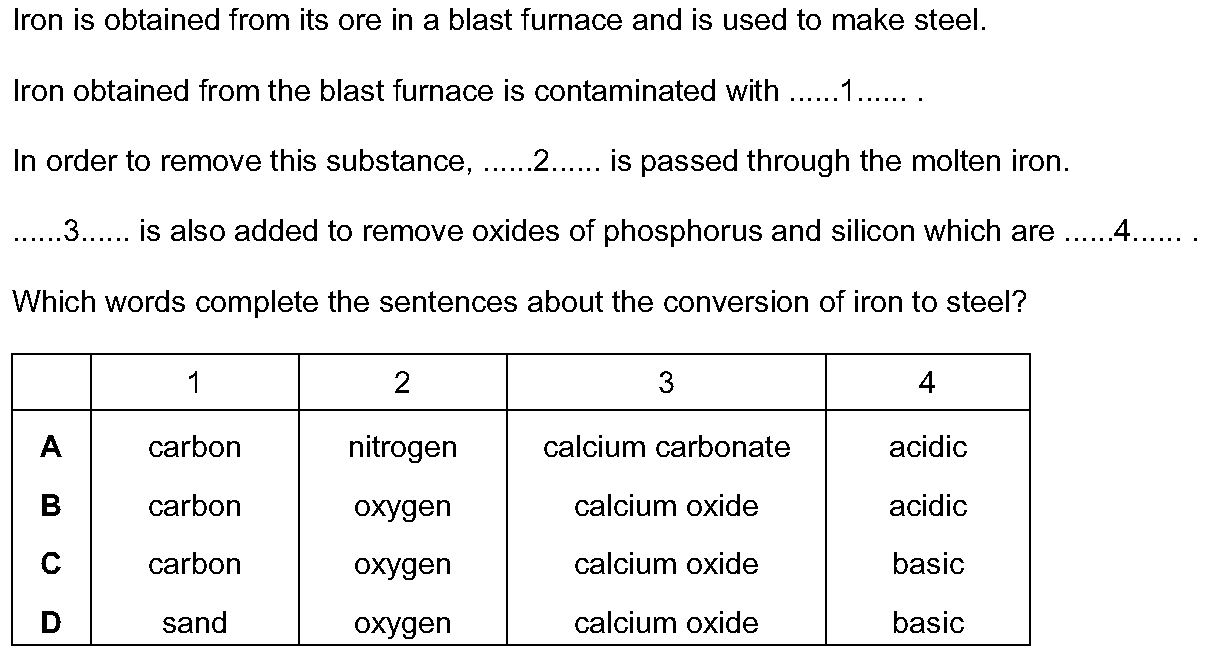 Iron is obtained from its ore in a blast furnace and is used to make steel.
Iron obtained from the blast furnace is contaminated with ......1...... .
In order to remove this substance, ......2...... is passed through the molten iron.
......3...... is also added to remove oxides of phosphorus and silicon which are ......4...... .
Which words complete the sentences about the conversion of iron to steel?
1 2 3 4
A carbon nitrogen calcium carbonate acidic
B carbon oxygen calcium oxide acidic
C carbon oxygen calcium oxide basic
D sand oxygen calcium oxide basic